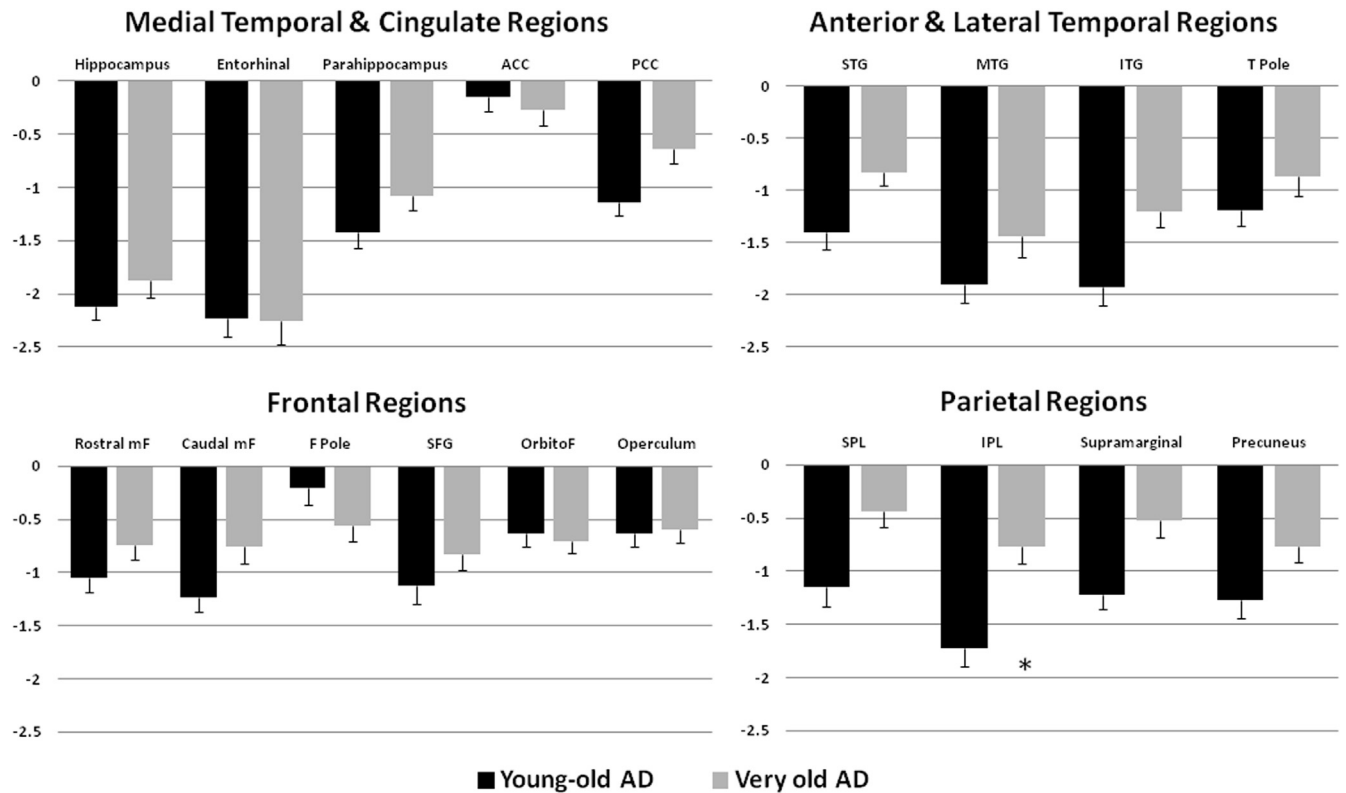 Medial Temporal & Cingulate Regions
Hippocampus Entorhinal Parahippocampus ACC PCC
0
-0.5
-1
-1.5
-2
-2.5
Anterior & Lateral Temporal Regions
STG MTG ITG T Pole
0
-0.5
-1
-1.5
-2
-2.5
Frontal Regions
Rostral mF Caudal mF F Pole SFG OrbitoF Operculum
0
-0.5
-1
-1.5
-2
-2.5
Parietal Regions
SPL IPL Supramarginal Precuneus
0
-0.5
-1
-1.5
-2
-2.5
*
Young-old AD Very old AD